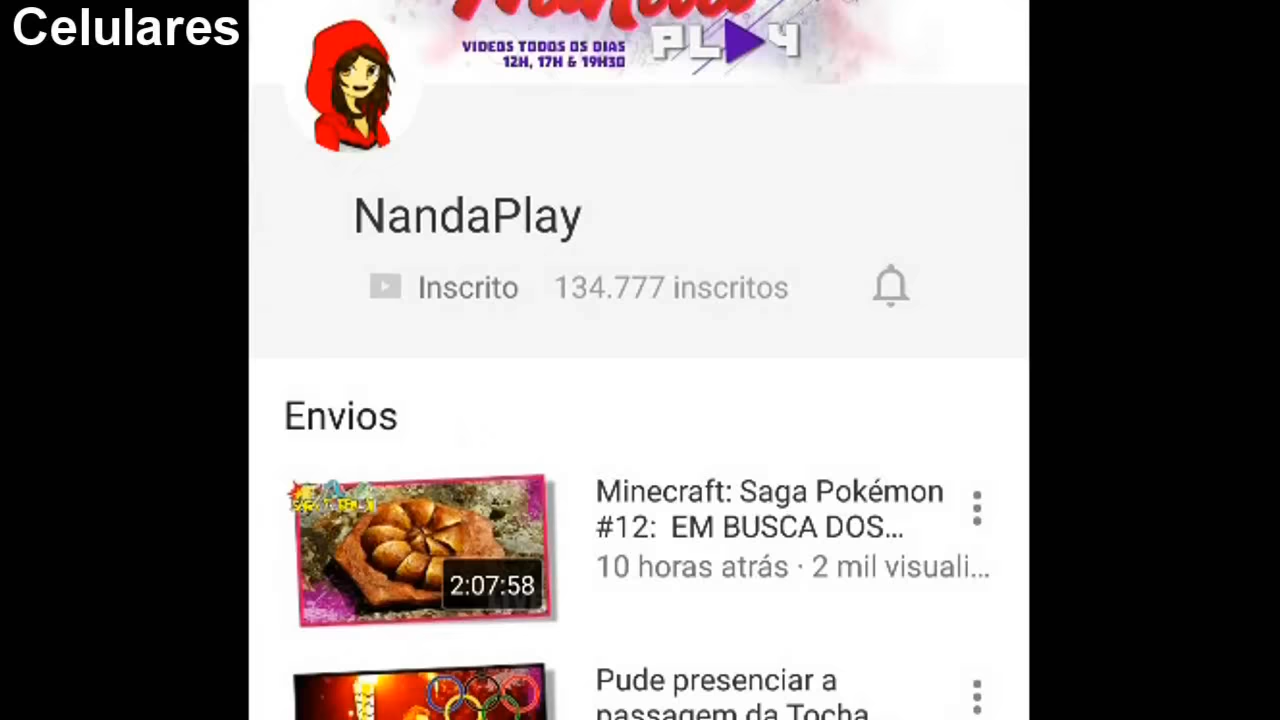 Celulares
VIDEOS TODOS OS DIAS
12H, 17H & 19H30
PLAY
NandaPlay
Inscrito 134.777 inscritos
Envios
Minecraft: Saga Pokémon
#12: EM BUSCA DOS...
10 horas atrás · 2 mil visuali...
2:07:58
Pude presenciar a
passagem da Tocha